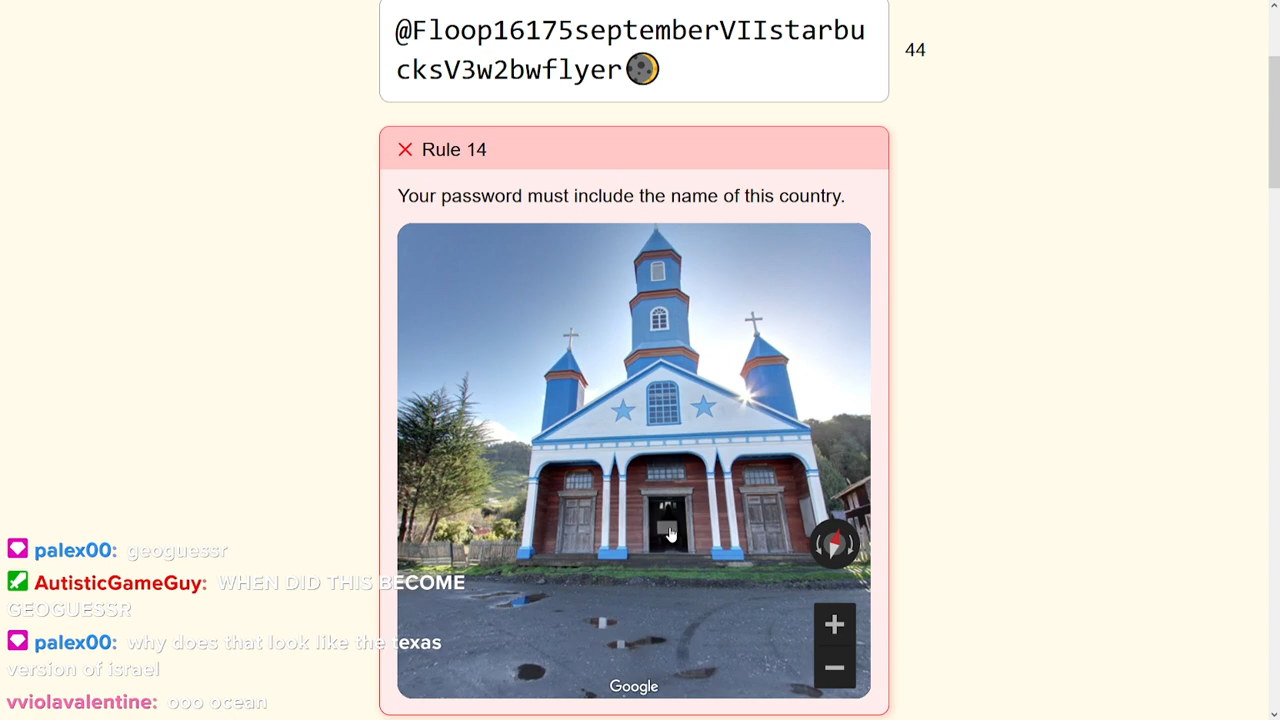 @Floop16175septemberVIIstarbu
cksV3w2bwflyer🌘
44
Rule 14
Your password must include the name of this country.
Google
palex00: geoguessr
AutisticGameGuy: WHEN DID THIS BECOME
GEOGUESSR
palex00: why does that look like the texas
version of israel
vviolavalentine: ooo ocean